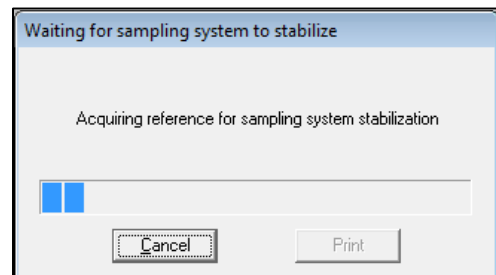 Waiting for sampling system to stabilize
Acquiring reference for sampling system stabilization
Cancel
Print